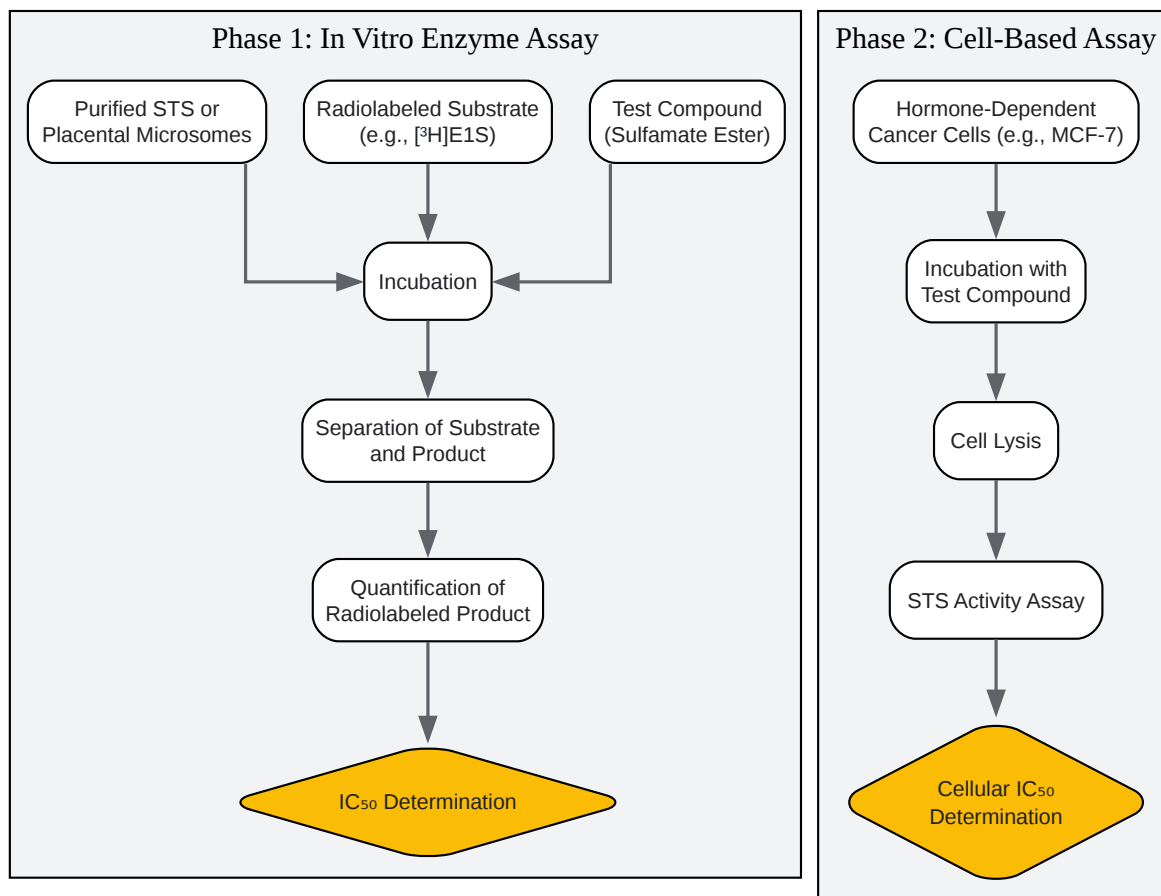 Phase 1: In Vitro Enzyme Assay
Purified STS or
Placental Microsomes
Radiolabeled Substrate
(e.g., [³H]E1S)
Test Compound
(Sulfamate Ester)
Incubation
Separation of Substrate
and Product
Quantification of
Radiolabeled Product
IC₅₀ Determination
Phase 2: Cell-Based Assay
Hormone-Dependent
Cancer Cells (e.g., MCF-7)
Incubation with
Test Compound
Cell Lysis
STS Activity Assay
Cellular IC₅₀
Determination